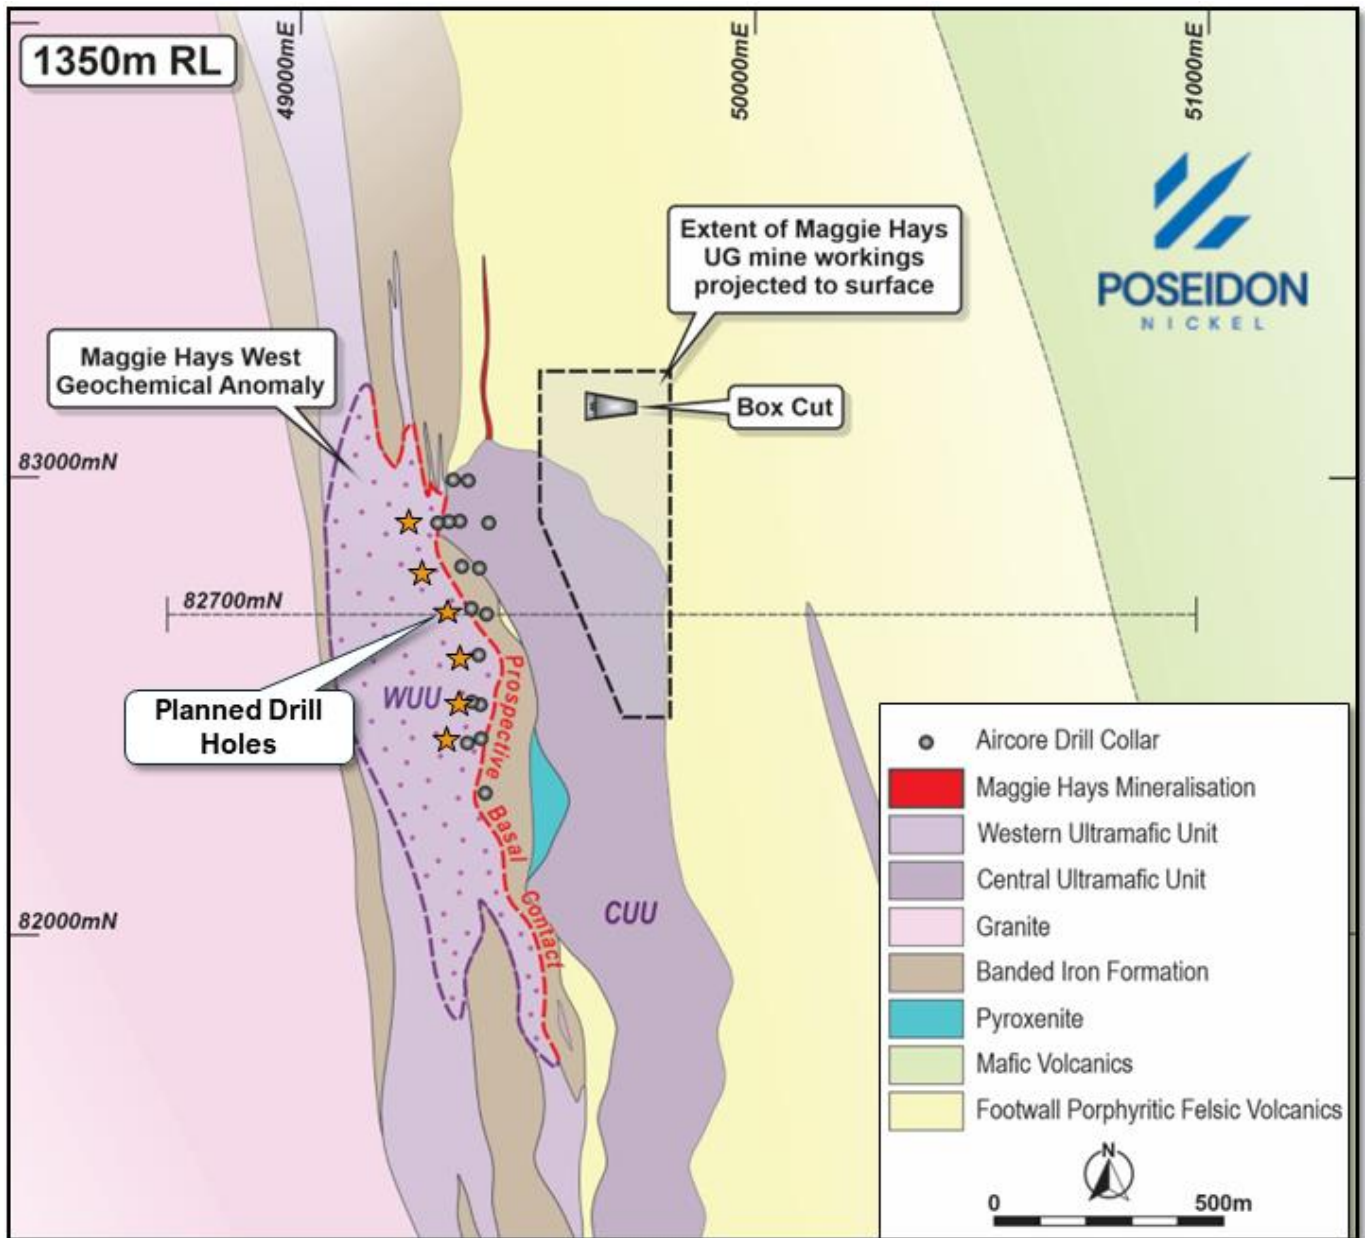 1350m RL
49000mE
50000mE
51000mE
POSEIDON
NICKEL
Extent of Maggie Hays
UG mine workings
projected to surface
Maggie Hays West
Geochemical Anomaly
Box Cut
83000mN
82700mN
Planned Drill
Holes
WUU
Prospective Basal Contact
82000mN
CUU
Aircore Drill Collar
Maggie Hays Mineralisation
Western Ultramafic Unit
Central Ultramafic Unit
Granite
Banded Iron Formation
Pyroxenite
Mafic Volcanics
Footwall Porphyritic Felsic Volcanics
N
0 500m